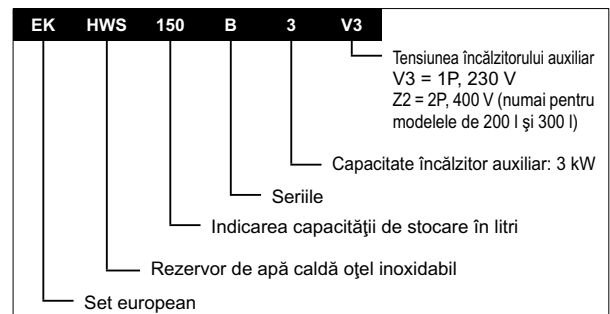 EK HWS 150 B 3 V3
Tensiunea încălzitorului auxiliar
V3 = 1P, 230 V
Z2 = 2P, 400 V (numai pentru
modelele de 200 l şi 300 l)
Capacitate încălzitor auxiliar: 3 kW
Seriile
Indicarea capacităţii de stocare în litri
Rezervor de apă caldă oţel inoxidabil
Set european